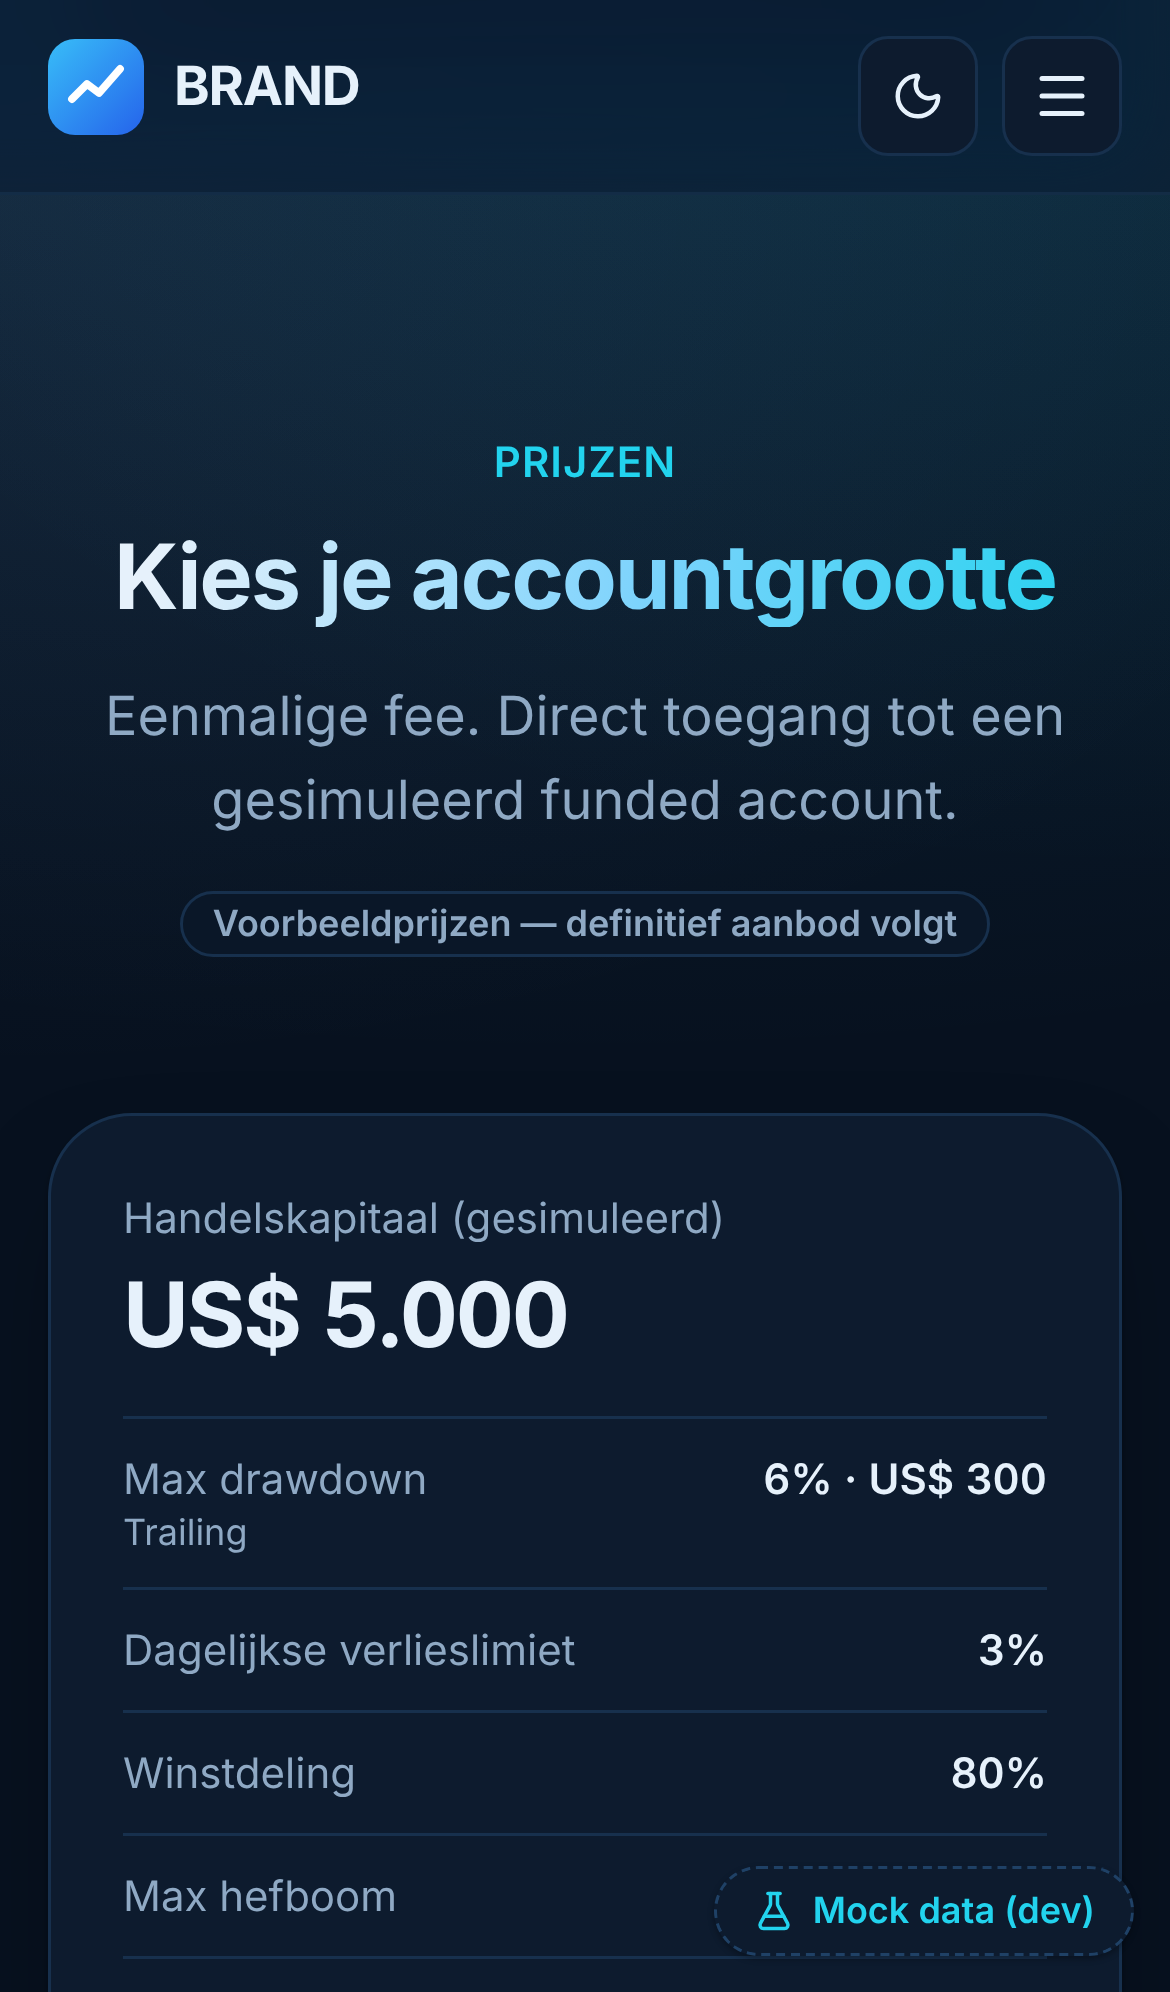 BRAND
PRIJZEN
Kies je accountgrootte
Eenmalige fee. Direct toegang tot een
gesimuleerd funded account.
Voorbeeldprijzen — definitief aanbod volgt
Handelskapitaal (gesimuleerd)
US$ 5.000
Max drawdown 6% · US$ 300
Trailing
Dagelijkse verlieslimiet 3%
Winstdeling 80%
Max hefboom
Mock data (dev)